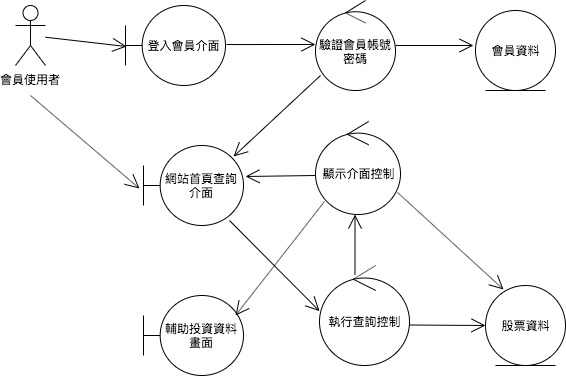 登入會員介面
驗證會員帳號
密碼
會員資料
會員使用者
網站首頁查詢
介面
顯示介面控制
輔助投資資料
畫面
執行查詢控制
股票資料